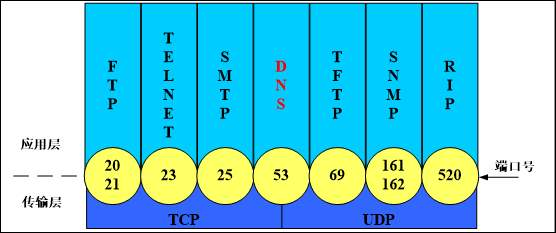 FTP
TELNET
SMTP
DNS
TFTP
SNMP
RIP
应用层
20
21
23
25
53
69
161
162
520
端口号
传输层
TCP
UDP